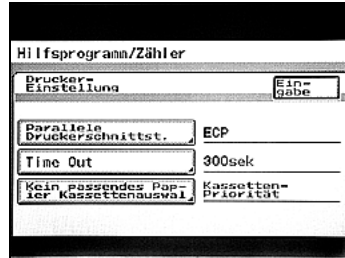 Hilfsprogramm/Zähler
Drucker-
Einstellung
Ein-
gabe
Parallele
Druckerschnittst.
ECP
Time Out
300sek
Kein passendes Pap-
ier Kassettenauswal
Kassetten-
Priorität